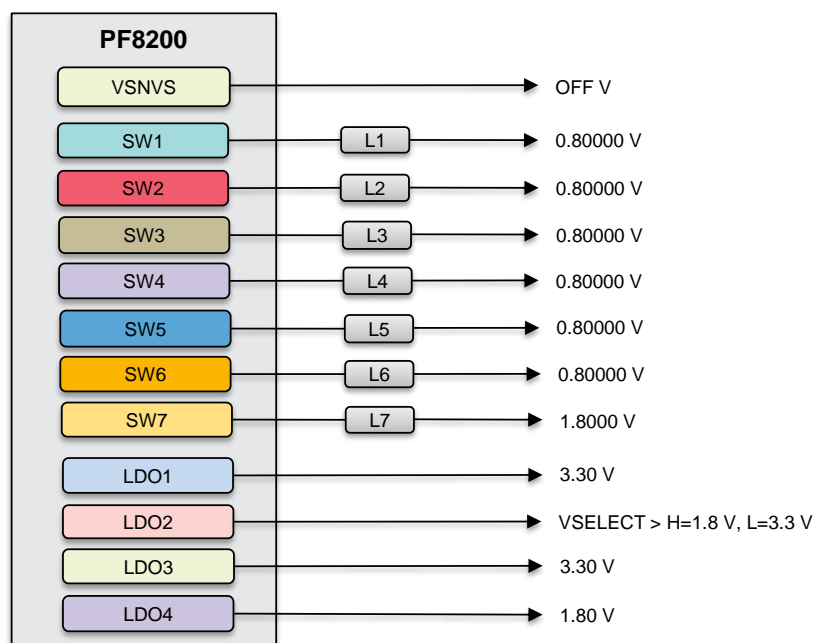 PF8200
VSNVS OFF V
SW1 L1 0.80000 V
SW2 L2 0.80000 V
SW3 L3 0.80000 V
SW4 L4 0.80000 V
SW5 L5 0.80000 V
SW6 L6 0.80000 V
SW7 L7 1.8000 V
LDO1 3.30 V
LDO2 VSELECT > H=1.8 V, L=3.3 V
LDO3 3.30 V
LDO4 1.80 V